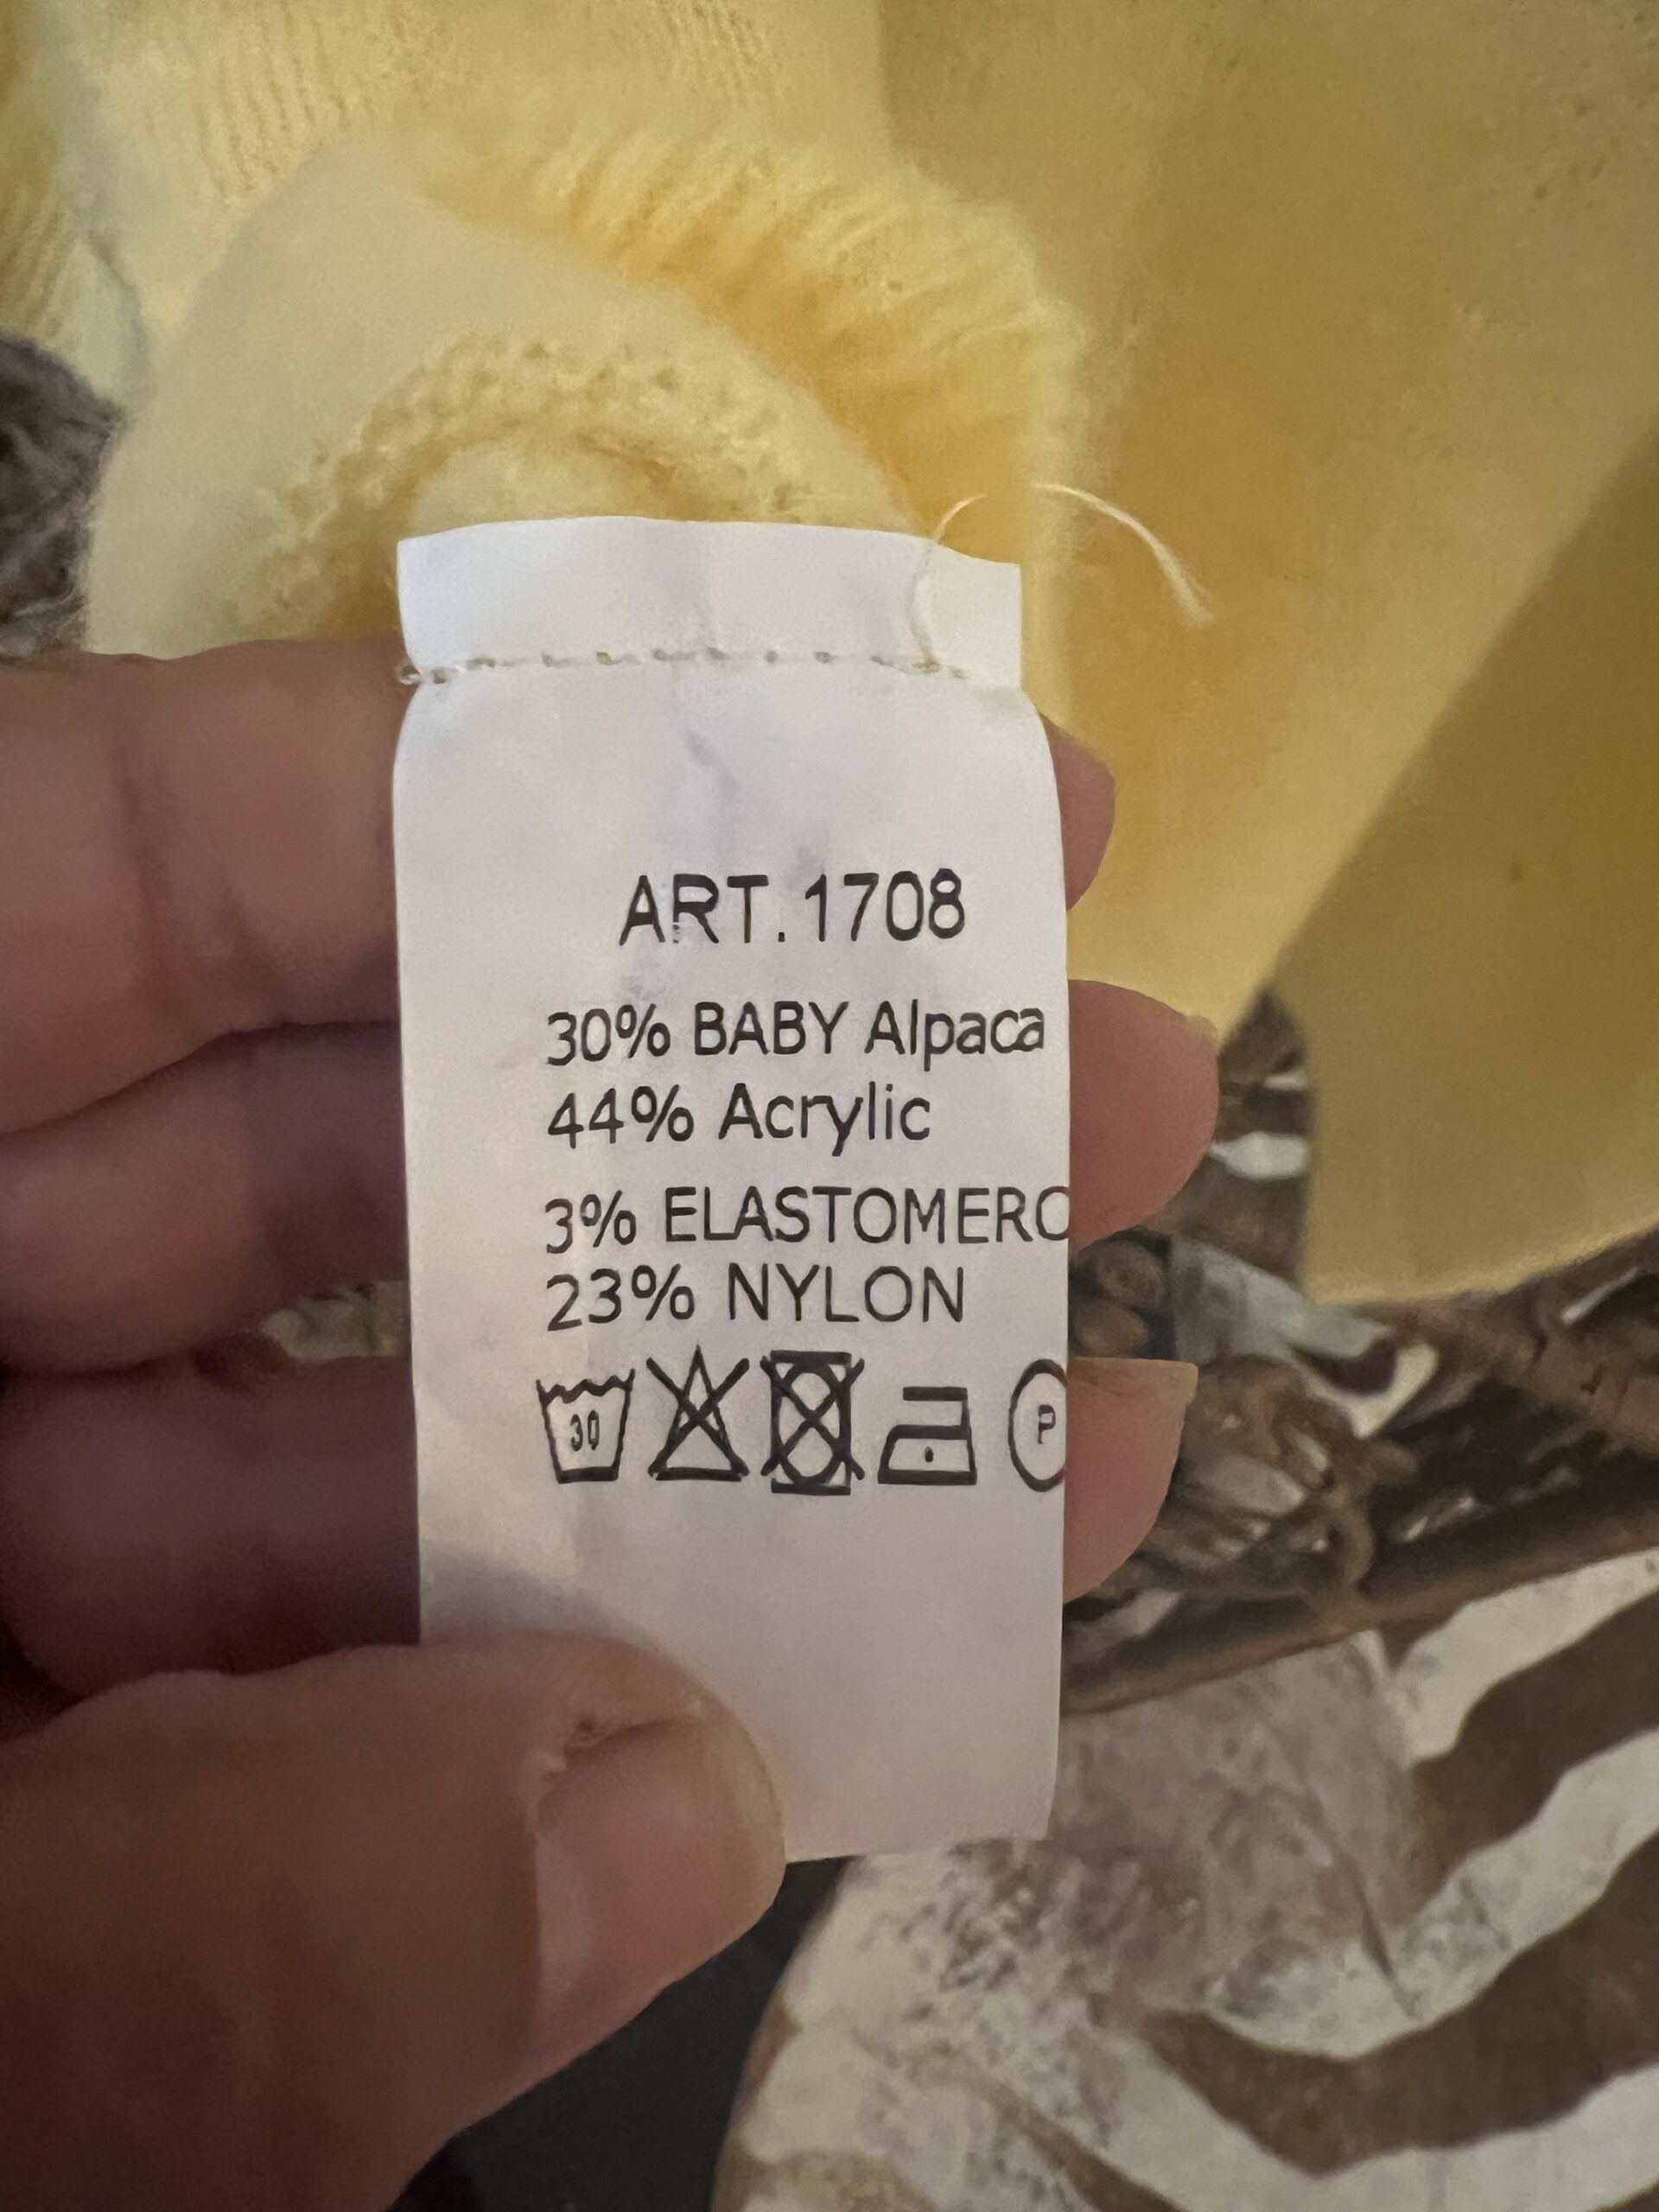 ART.1708
30% BABY Alpaca
44% Acrylic
3% ELASTOMERO
23% NYLON
30 P